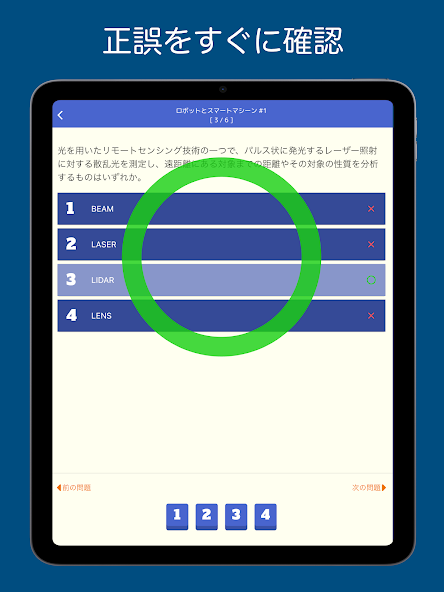 正誤をすぐに確認
ロボットとスマートマシーン #1
[ 3 / 6 ]
光を用いたリモートセンシング技術の一つで、パルス状に発光するレーザー照射
に対する散乱光を測定し、遠距離にある対象までの距離やその対象の性質を分析
するものはいずれか。
1 BEAM
2 LASER
3 LIDAR
4 LENS
前の問題 次の問題
1 2 3 4